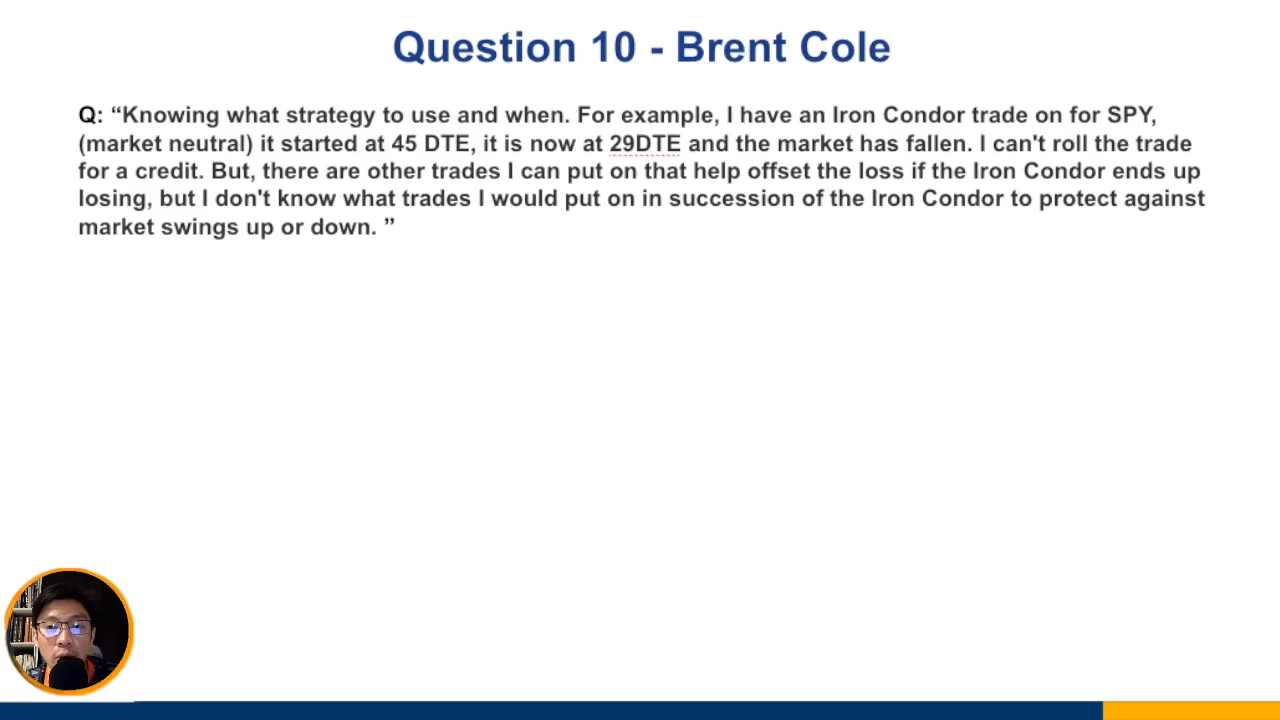 Question 10 - Brent Cole
Q: “Knowing what strategy to use and when. For example, I have an Iron Condor trade on for SPY,
(market neutral) it started at 45 DTE, it is now at 29DTE and the market has fallen. I can't roll the trade
for a credit. But, there are other trades I can put on that help offset the loss if the Iron Condor ends up
losing, but I don't know what trades I would put on in succession of the Iron Condor to protect against
market swings up or down. ”